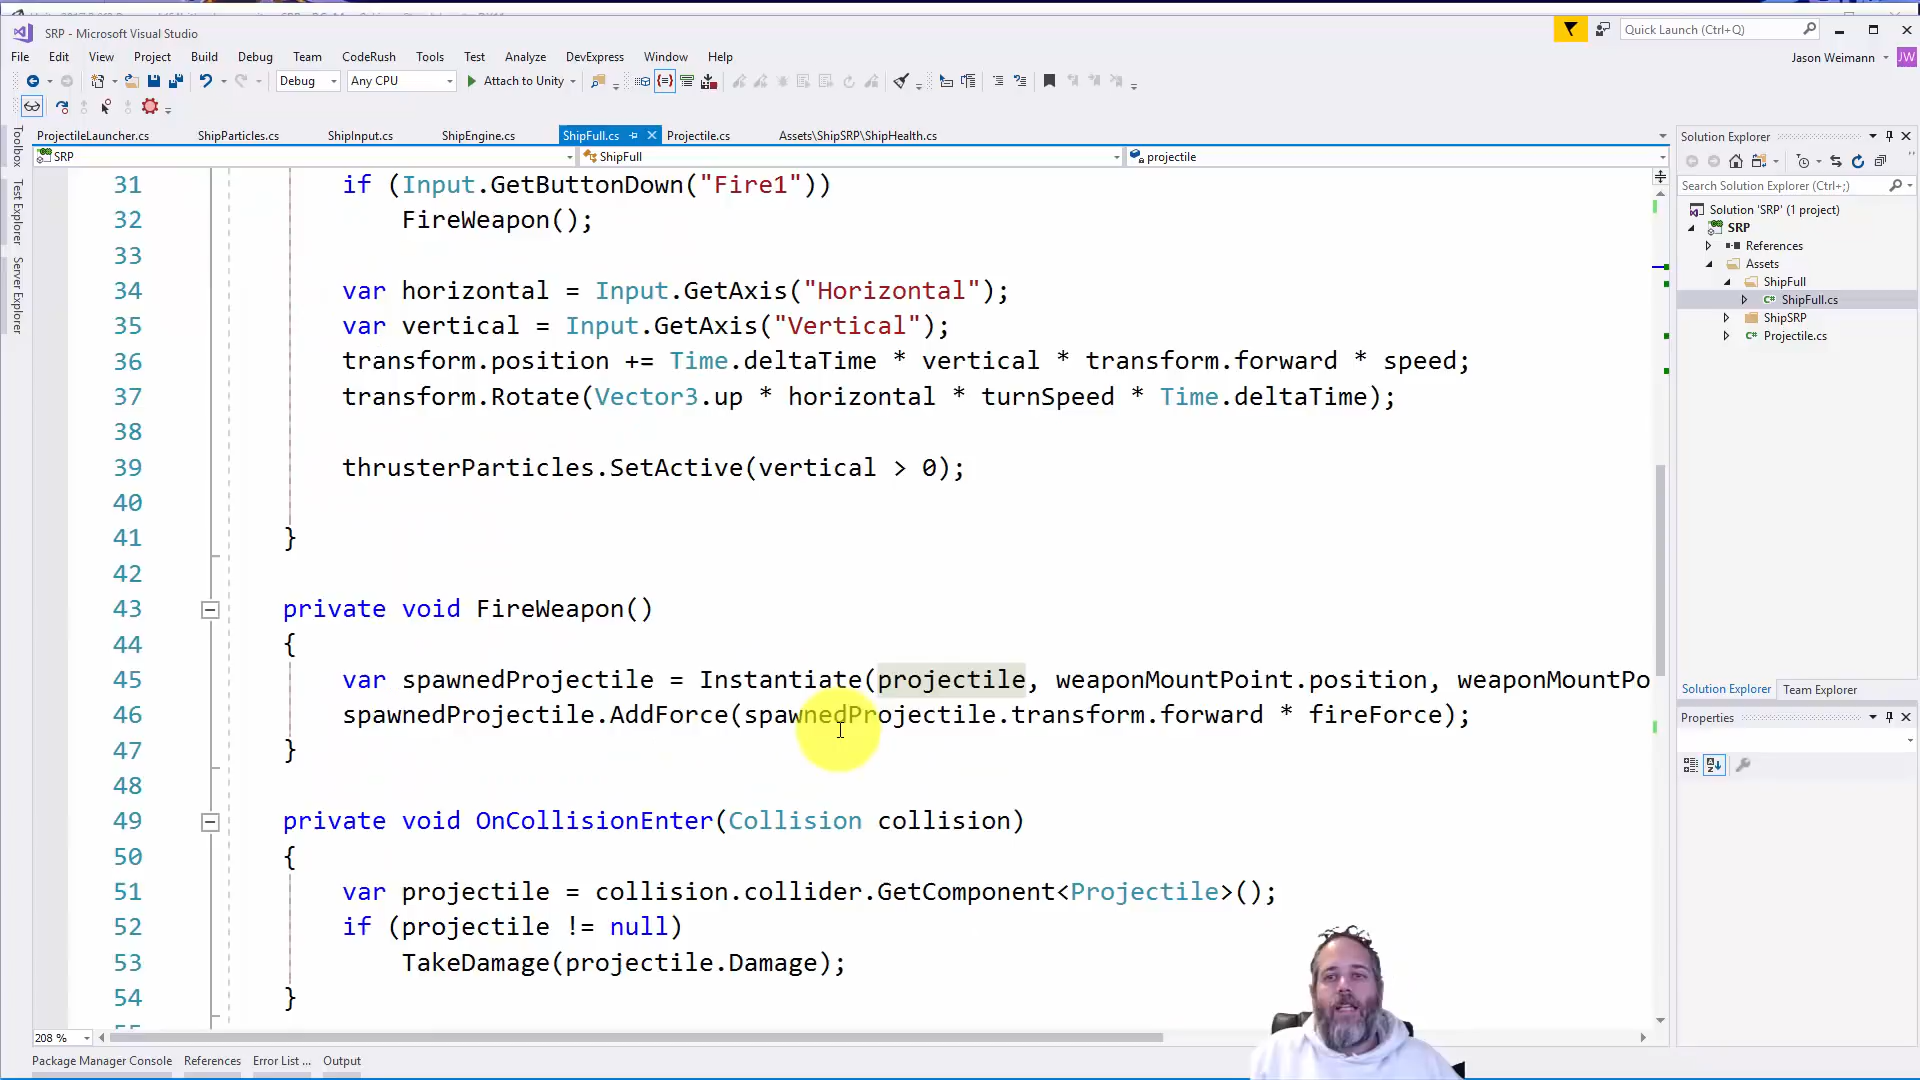 SRP - Microsoft Visual Studio
Quick Launch (Ctrl+Q)
File Edit View Project Build Debug Team CodeRush Tools Test Analyze DevExpress Window Help
Jason Weimann JW
Debug Any CPU Attach to Unity
ProjectileLauncher.cs ShipParticles.cs ShipInput.cs ShipEngine.cs ShipFull.cs Projectile.cs Assets\ShipSRP\ShipHealth.cs
SRP ShipFull projectile
Toolbox
Test Explorer
Server Explorer
31 if (Input.GetButtonDown("Fire1"))
32 FireWeapon();
33
34 var horizontal = Input.GetAxis("Horizontal");
35 var vertical = Input.GetAxis("Vertical");
36 transform.position += Time.deltaTime * vertical * transform.forward * speed;
37 transform.Rotate(Vector3.up * horizontal * turnSpeed * Time.deltaTime);
38
39 thrusterParticles.SetActive(vertical > 0);
40
41 }
42
43 private void FireWeapon()
44 {
45 var spawnedProjectile = Instantiate(projectile, weaponMountPoint.position, weaponMountPo
46 spawnedProjectile.AddForce(spawnedProjectile.transform.forward * fireForce);
47 }
48
49 private void OnCollisionEnter(Collision collision)
50 {
51 var projectile = collision.collider.GetComponent<Projectile>();
52 if (projectile != null)
53 TakeDamage(projectile.Damage);
54 }
208 %
Package Manager Console References Error List ... Output
Solution Explorer
Search Solution Explorer (Ctrl+;)
Solution 'SRP' (1 project)
SRP
References
Assets
ShipFull
ShipFull.cs
ShipSRP
Projectile.cs
Solution Explorer Team Explorer
Properties